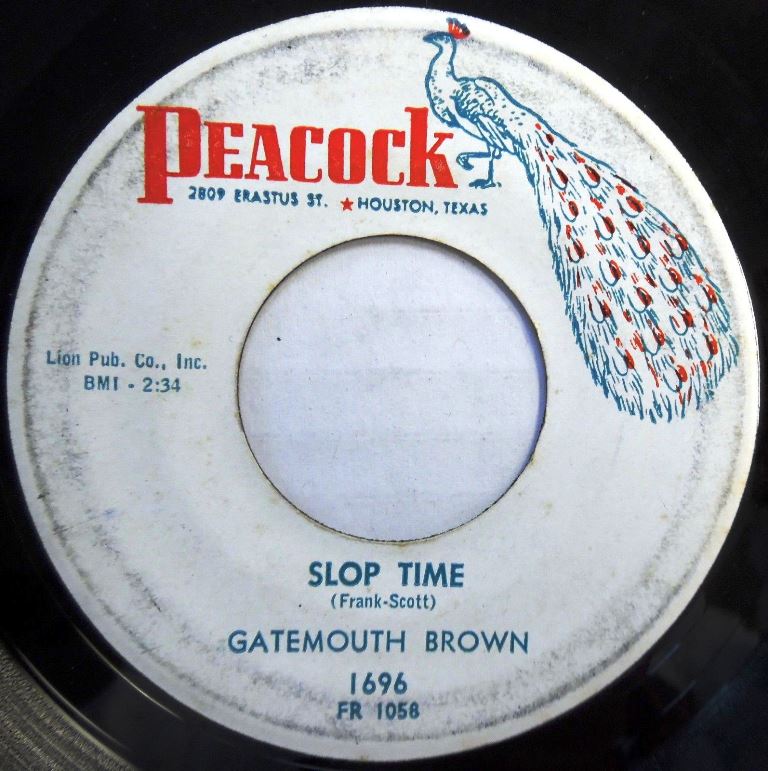 PEACOCK
2809 ERASTUS ST. ★ HOUSTON, TEXAS
Lion Pub. Co., Inc.
BMI - 2:34
SLOP TIME
(Frank-Scott)
GATEMOUTH BROWN
1696
FR 1058